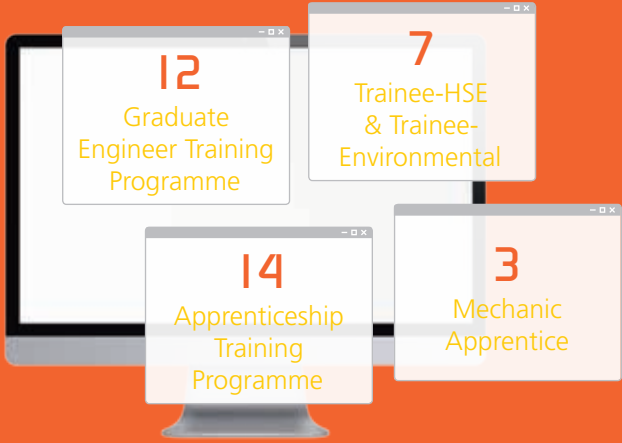 12
Graduate
Engineer Training
Programme
7
Trainee-HSE
& Trainee-
Environmental
14
Apprenticeship
Training
Programme
3
Mechanic
Apprentice